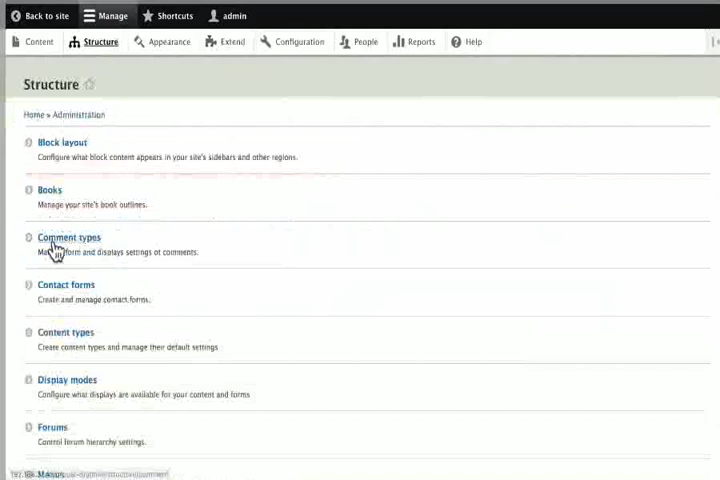 Back to site Manage Shortcuts admin
Content Structure Appearance Extend Configuration People Reports Help
Structure
Home » Administration
Block layout
Configure what block content appears in your site's sidebars and other regions.
Books
Manage your site's book outlines.
Comment types
form and displays settings of comments.
Contact forms
Create and manage contact forms.
Content types
Create content types and manage their default settings
Display modes
Configure what displays are available for your content and forms
Forums
Control forum hierarchy settings.